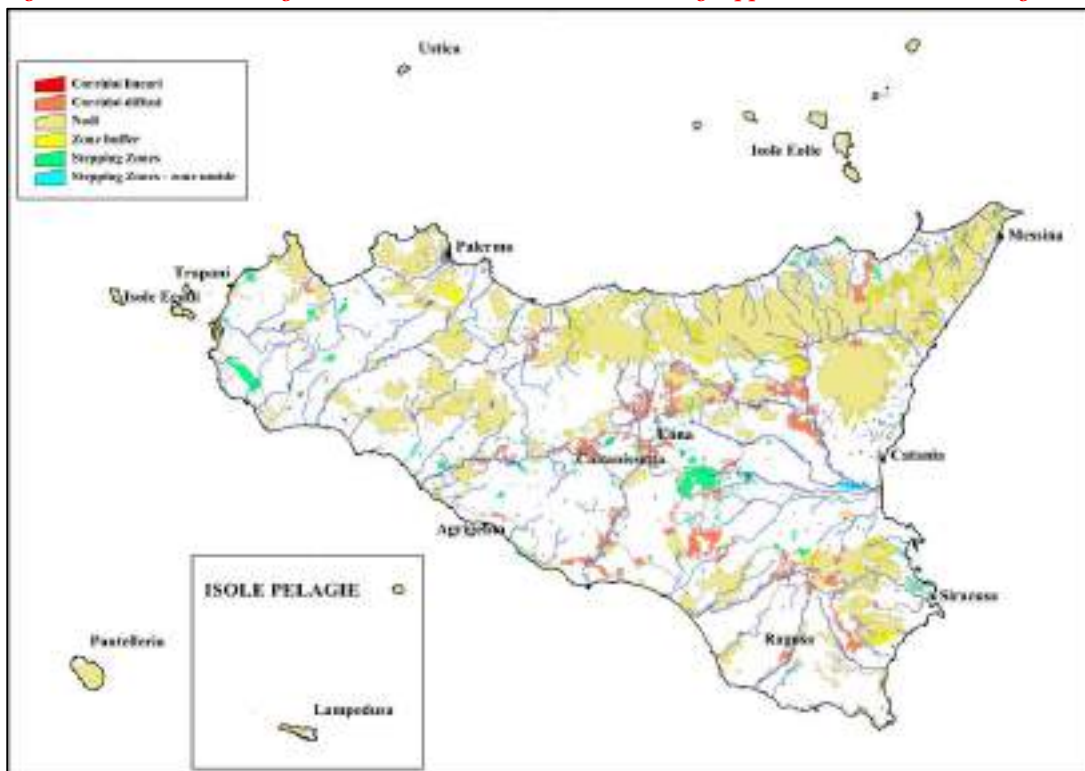 Ustica
Corridoi lineari
Corridoi diffusi
Nodi
Zone buffer
Stepping Zones
Stepping Zones - zone umide
Isole Eolie
Messina
Palermo
Trapani
Isole Egadi
Enna
Caltanissetta
Catania
Agrigento
ISOLE PELAGIE
Siracusa
Ragusa
Pantelleria
Lampedusa